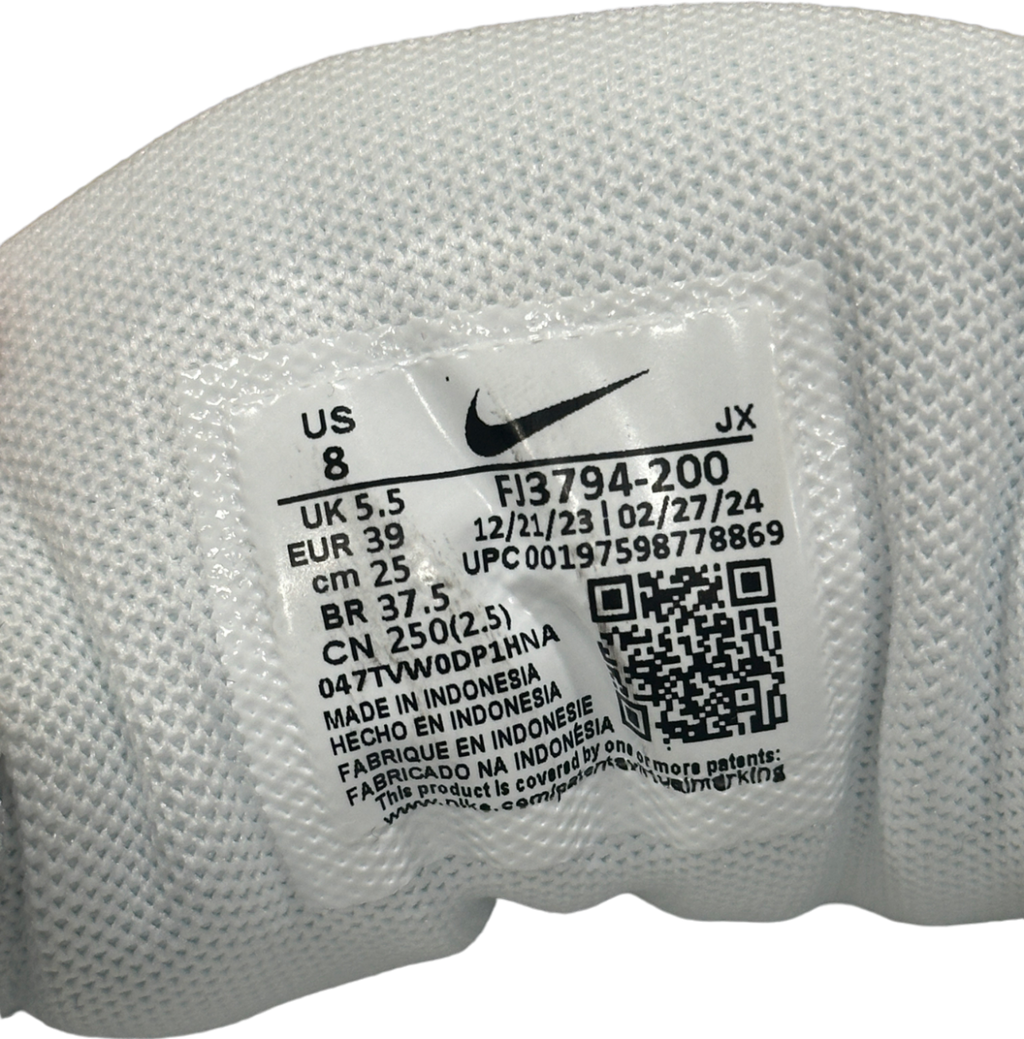 US
8
JX
UK 5.5
EUR 39
cm 25
BR 37.5
CN 250(2.5)
FJ3794-200
12/21/23 | 02/27/24
UPC 00197598778869
047TVW0DP1HNA
MADE IN INDONESIA
HECHO EN INDONESIA
FABRIQUE EN INDONESIE
FABRICADO NA INDONÉSIA
This product is covered by one or more patents: